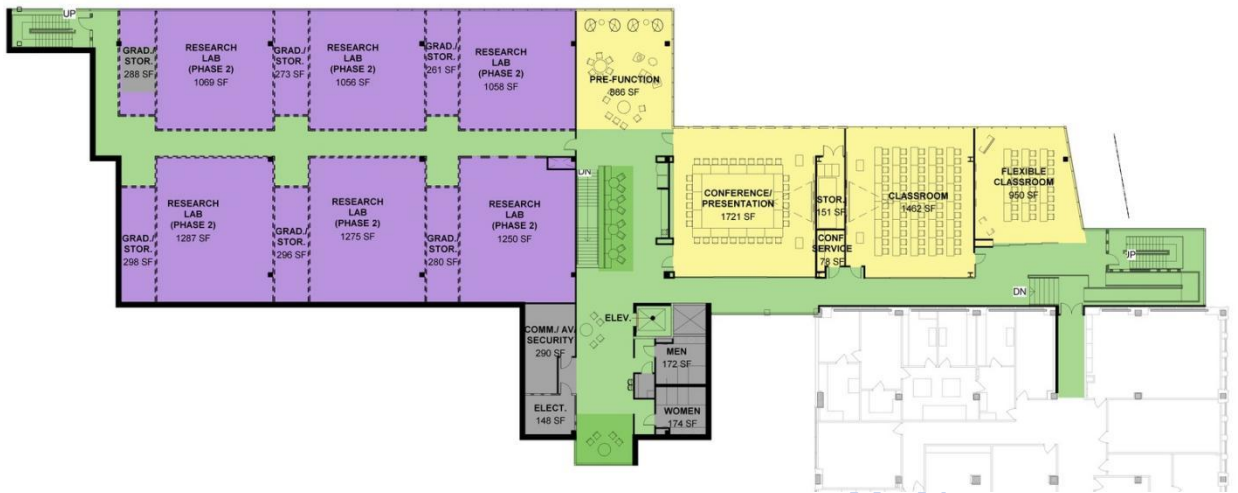 UP
GRAD./
STOR.
288 SF
RESEARCH
LAB
(PHASE 2)
1069 SF
GRAD./
STOR.
273 SF
RESEARCH
LAB
(PHASE 2)
1056 SF
GRAD./
STOR.
261 SF
RESEARCH
LAB
(PHASE 2)
1058 SF
PRE-FUNCTION
886 SF
GRAD./
STOR.
298 SF
RESEARCH
LAB
(PHASE 2)
1287 SF
GRAD./
STOR.
296 SF
RESEARCH
LAB
(PHASE 2)
1275 SF
GRAD./
STOR.
280 SF
RESEARCH
LAB
(PHASE 2)
1250 SF
DN
CONFERENCE/
PRESENTATION
1721 SF
STOR.
151 SF
CONF
SERVICE
78 SF
CLASSROOM
1462 SF
FLEXIBLE
CLASSROOM
950 SF
UP
DN
COMM./ AV/
SECURITY
290 SF
ELEV.
MEN
172 SF
ELECT.
148 SF
WOMEN
174 SF